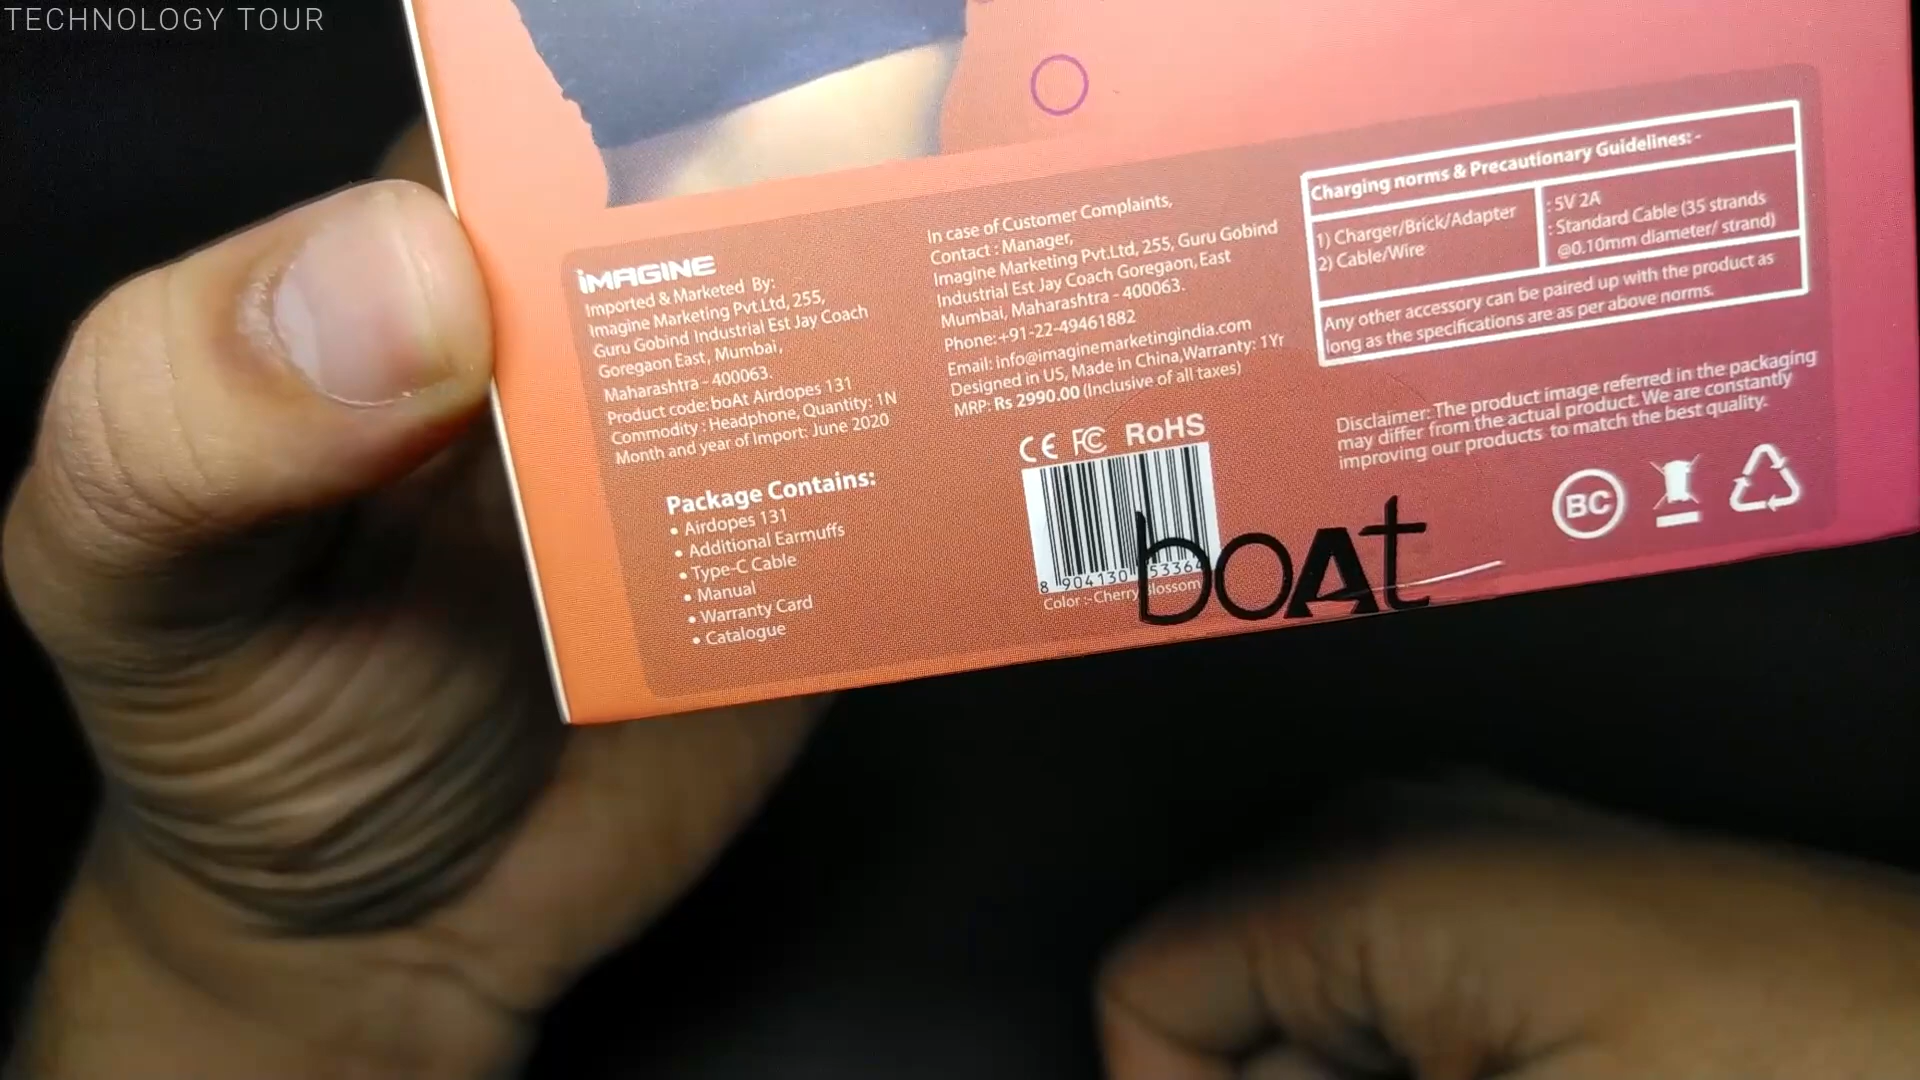 TECHNOLOGY TOUR
iMAGINE
Imported & Marketed By:
Imagine Marketing Pvt.Ltd, 255,
Guru Gobind Industrial Est Jay Coach
Goregaon East, Mumbai,
Maharashtra - 400063.
Product code: boAt Airdopes 131
Commodity : Headphone, Quantity: 1N
Month and year of Import: June 2020
Package Contains:
• Airdopes 131
• Additional Earmuffs
• Type-C Cable
• Manual
• Warranty Card
• Catalogue
In case of Customer Complaints,
Contact : Manager,
Imagine Marketing Pvt.Ltd, 255, Guru Gobind
Industrial Est Jay Coach Goregaon, East
Mumbai, Maharashtra - 400063.
Phone:+91-22-49461882
Email: info@imaginemarketingindia.com
Designed in US, Made in China,Warranty: 1Yr
MRP: Rs 2990.00 (Inclusive of all taxes)
CE FC RoHS
8 904130 53364
Color :- Cherry Blossom
boAt
Charging norms & Precautionary Guidelines: -
1) Charger/Brick/Adapter : 5V 2A
2) Cable/Wire : Standard Cable (35 strands
@0.10mm diameter/ strand)
Any other accessory can be paired up with the product as
long as the specifications are as per above norms.
Disclaimer: The product image referred in the packaging
may differ from the actual product. We are constantly
improving our products to match the best quality.
BC